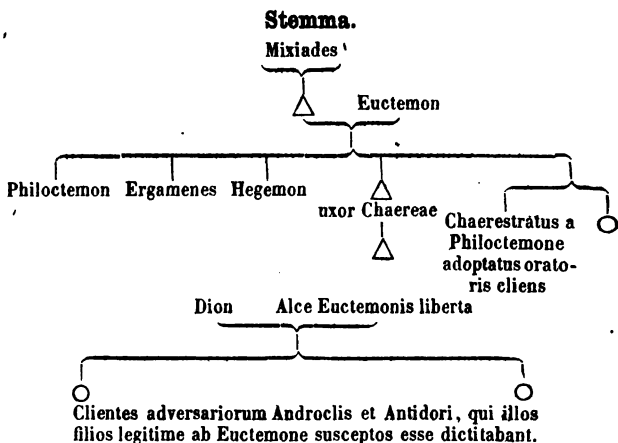 Stemma.
Mixiades
Euctemon
Philoctemon Ergamenes Hegemon
uxor Chaereae
Chaerestratus a
Philoctemone
adoptatus orato-
ris cliens
Dion Alce Euctemonis liberta
Clientes adversariorum Androclis et Antidori, qui illos
filios legitime ab Euctemone susceptos esse dictitabant.